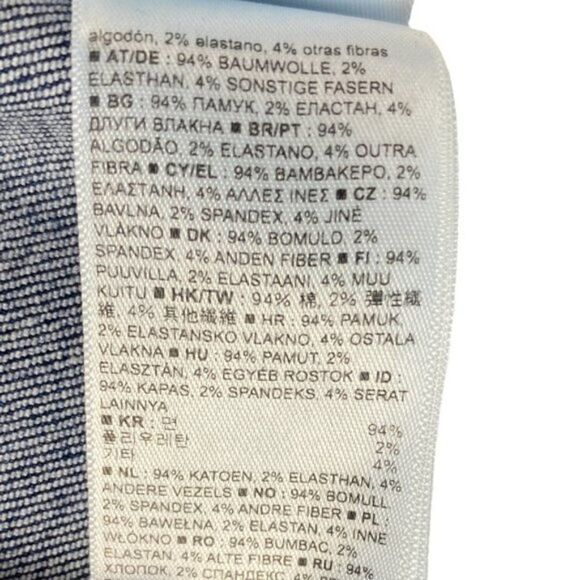 algodón, 2% elastano, 4% otras fibras
■ AT/DE : 94% BAUMWOLLE, 2%
ELASTHAN, 4% SONSTIGE FASERN
■ BG : 94% ПАМУК, 2% ЕЛАСТАН, 4%
ДРУГИ ВЛАКНА ■ BR/PT : 94%
ALGODÃO, 2% ELASTANO, 4% OUTRA
FIBRA ■ CY/EL : 94% ΒΑΜΒΑΚΕΡΟ, 2%
ΕΛΑΣΤΑΝΗ, 4% ΑΛΛΕΣ ΙΝΕΣ ■ CZ : 94%
BAVLNA, 2% SPANDEX, 4% JINÉ
VLÁKNO ■ DK : 94% BOMULD, 2%
SPANDEX, 4% ANDEN FIBER ■ FI : 94%
PUUVILLA, 2% ELASTAANI, 4% MUU
KUITU ■ HK/TW : 94% 棉, 2% 彈性纖
維, 4% 其他纖維 ■ HR : 94% PAMUK,
2% ELASTANSKO VLAKNO, 4% OSTALA
VLAKNA ■ HU : 94% PAMUT, 2%
ELASZTÁN, 4% EGYÉB ROSTOK ■ ID :
94% KAPAS, 2% SPANDEKS, 4% SERAT
LAINNYA
■ KR : 면 94%
폴리우레탄 2%
기타 4%
■ NL : 94% KATOEN, 2% ELASTHAN, 4%
ANDERE VEZELS ■ NO : 94% BOMULL,
2% SPANDEX, 4% ANDRE FIBER ■ PL :
94% BAWEŁNA, 2% ELASTAN, 4% INNE
WŁÓKNO ■ RO : 94% BUMBAC, 2%
ELASTAN, 4% ALTE FIBRE ■ RU : 94%
ХЛОПОК, 2% СПАНДЕКС, 4%